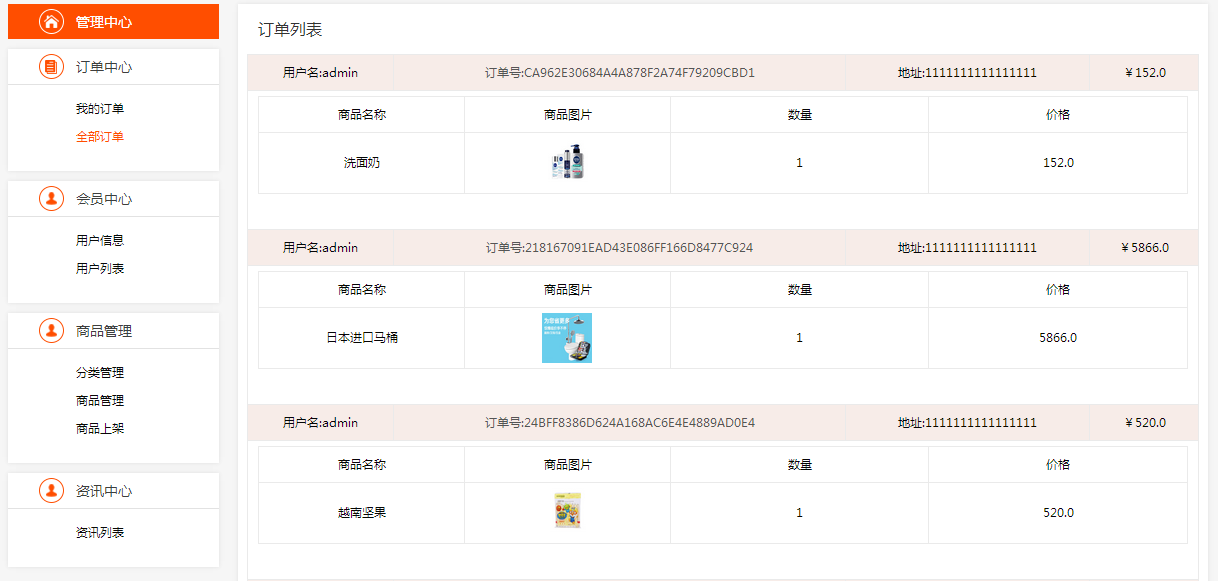 管理中心
订单中心
我的订单
全部订单
会员中心
用户信息
用户列表
商品管理
分类管理
商品管理
商品上架
资讯中心
资讯列表
订单列表
用户名:admin 订单号:CA962E30684A4A878F2A74F79209CBD1 地址:1111111111111111 ￥152.0
商品名称 商品图片 数量 价格
洗面奶 1 152.0
用户名:admin 订单号:218167091EAD43E086FF166D8477C924 地址:1111111111111111 ￥5866.0
商品名称 商品图片 数量 价格
日本进口马桶 1 5866.0
用户名:admin 订单号:24BFF8386D624A168AC6E4E4889AD0E4 地址:1111111111111111 ￥520.0
商品名称 商品图片 数量 价格
越南坚果 1 520.0